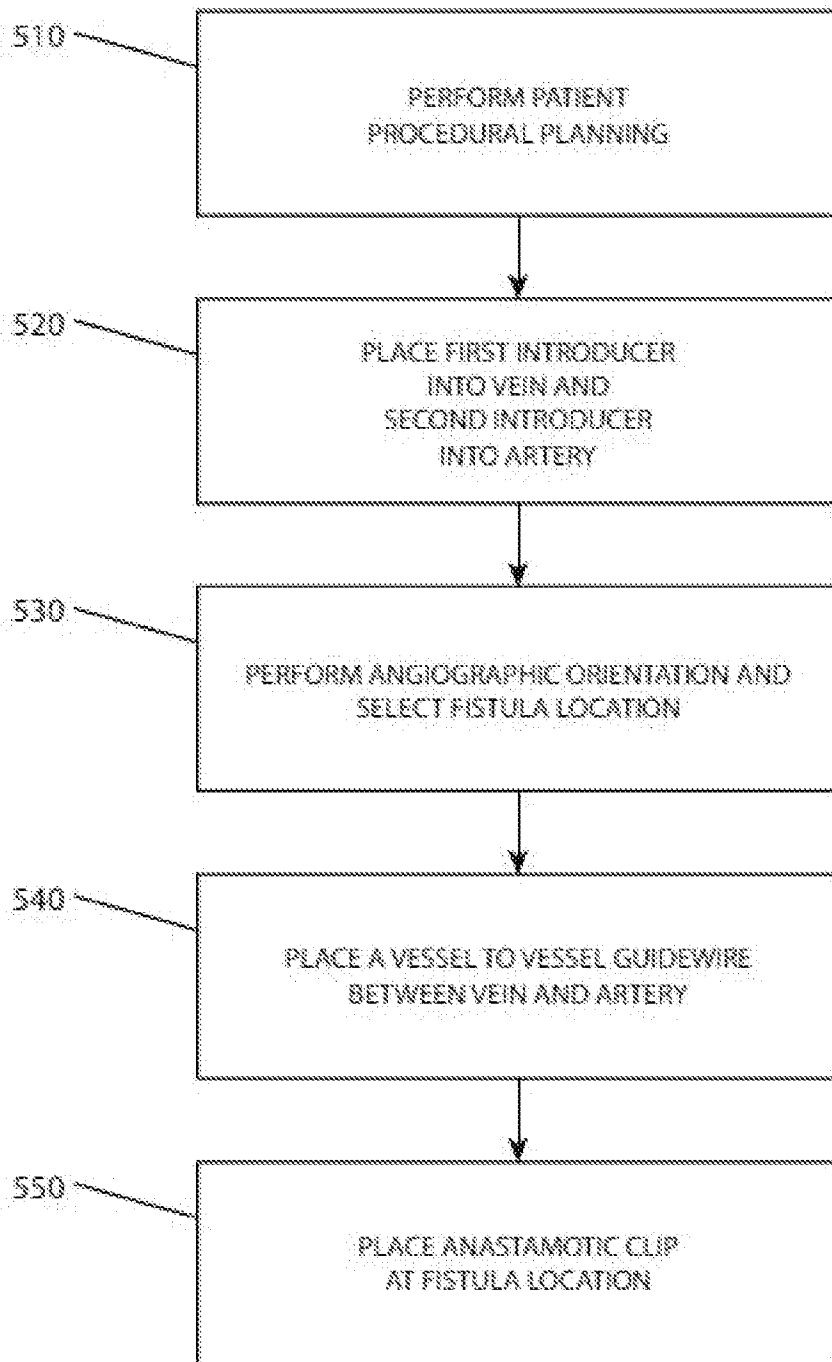 510
PERFORM PATIENT
PROCEDURAL PLANNING
520
PLACE FIRST INTRODUCER
INTO VEIN AND
SECOND INTRODUCER
INTO ARTERY
530
PERFORM ANGIOGRAPHIC ORIENTATION AND
SELECT FISTULA LOCATION
540
PLACE A VESSEL TO VESSEL GUIDEWIRE
BETWEEN VEIN AND ARTERY
550
PLACE ANASTAMOTIC CLIP
AT FISTULA LOCATION